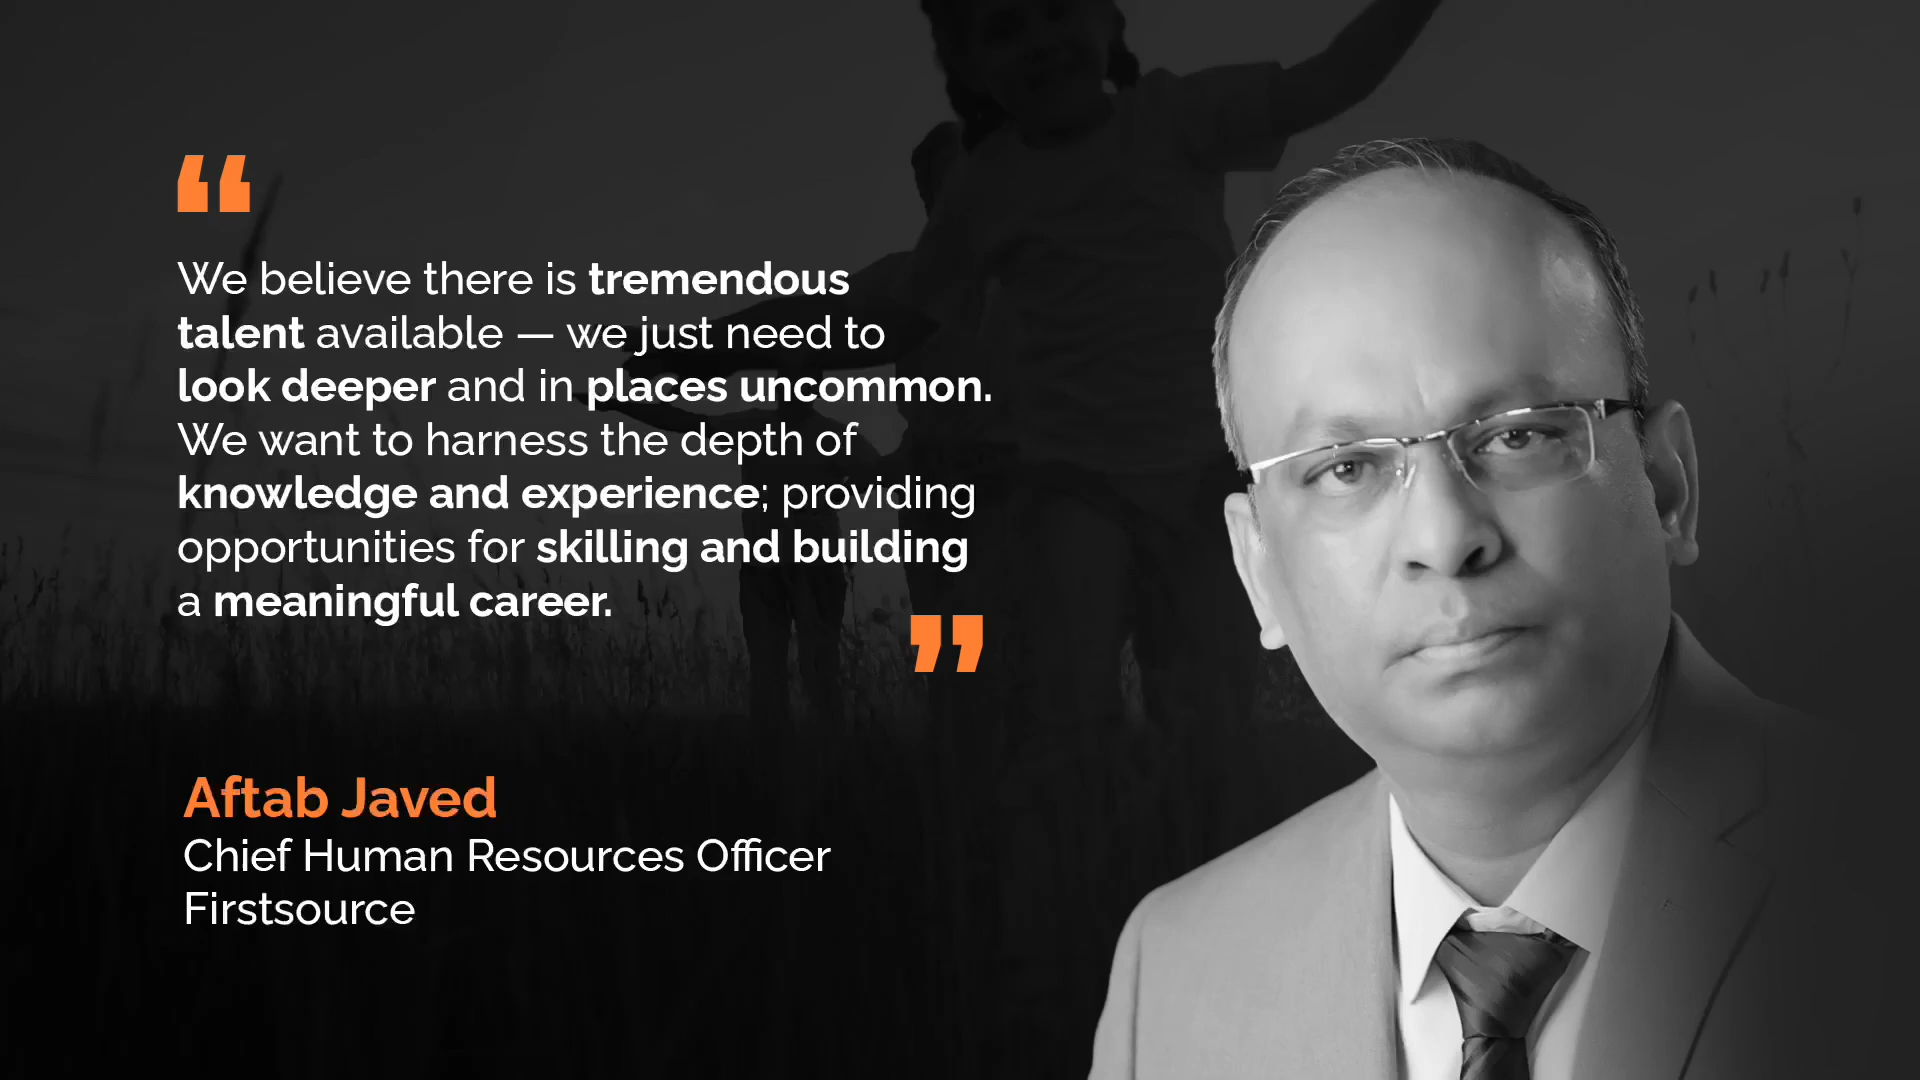 “
We believe there is tremendous
talent available — we just need to
look deeper and in places uncommon.
We want to harness the depth of
knowledge and experience; providing
opportunities for skilling and building
a meaningful career.
”
Aftab Javed
Chief Human Resources Officer
Firstsource